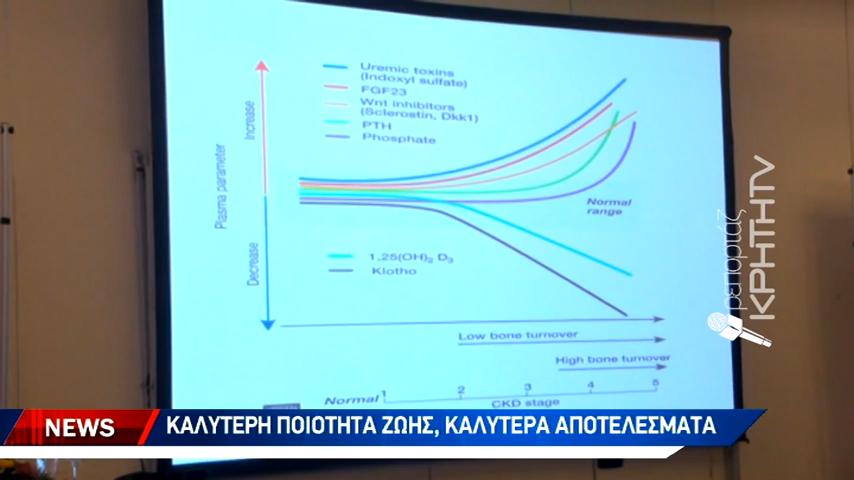 Uremic toxins
(Indoxyl sulfate)
FGF23
Wnt inhibitors
(Sclerostin, Dkk1)
PTH
Phosphate
Increase
Plasma parameter
Decrease
Normal
range
1,25(OH)₂ D₃
Klotho
Low bone turnover
High bone turnover
Normal 1 2 3 4 5
CKD stage
ρεπορτάζ
ΚΡΗΤΗTV
NEWS
ΚΑΛΥΤΕΡΗ ΠΟΙΟΤΗΤΑ ΖΩΗΣ, ΚΑΛΥΤΕΡΑ ΑΠΟΤΕΛΕΣΜΑΤΑ